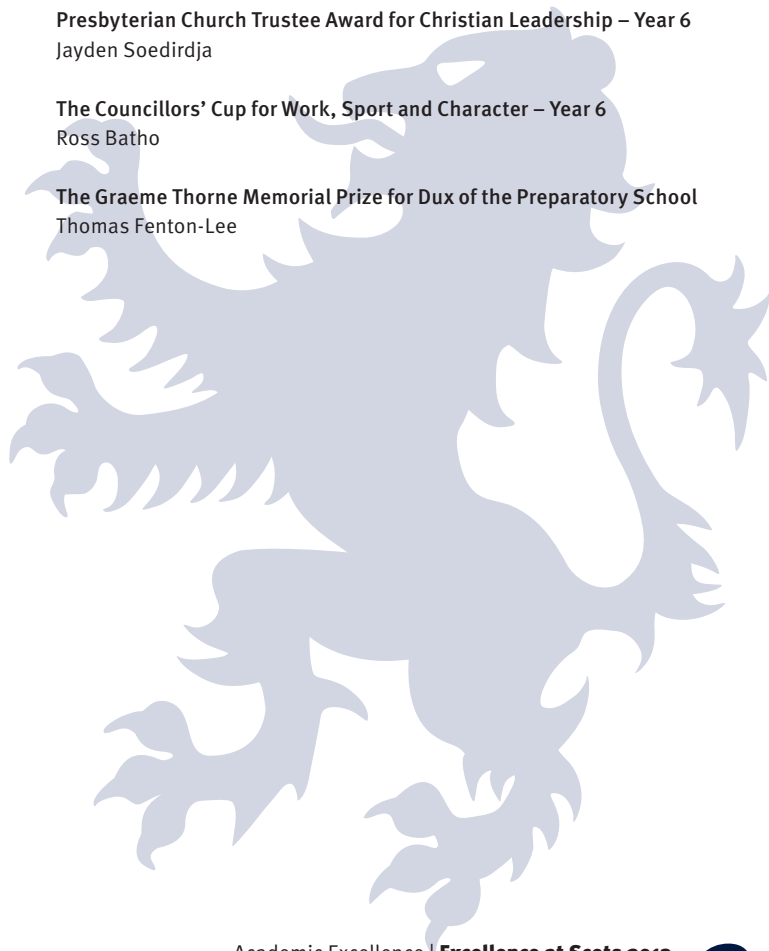 Presbyterian Church Trustee Award for Christian Leadership – Year 6
Jayden Soedirdja
The Councillors’ Cup for Work, Sport and Character – Year 6
Ross Batho
The Graeme Thorne Memorial Prize for Dux of the Preparatory School
Thomas Fenton-Lee
Academic Excellence | Excellence at Scots